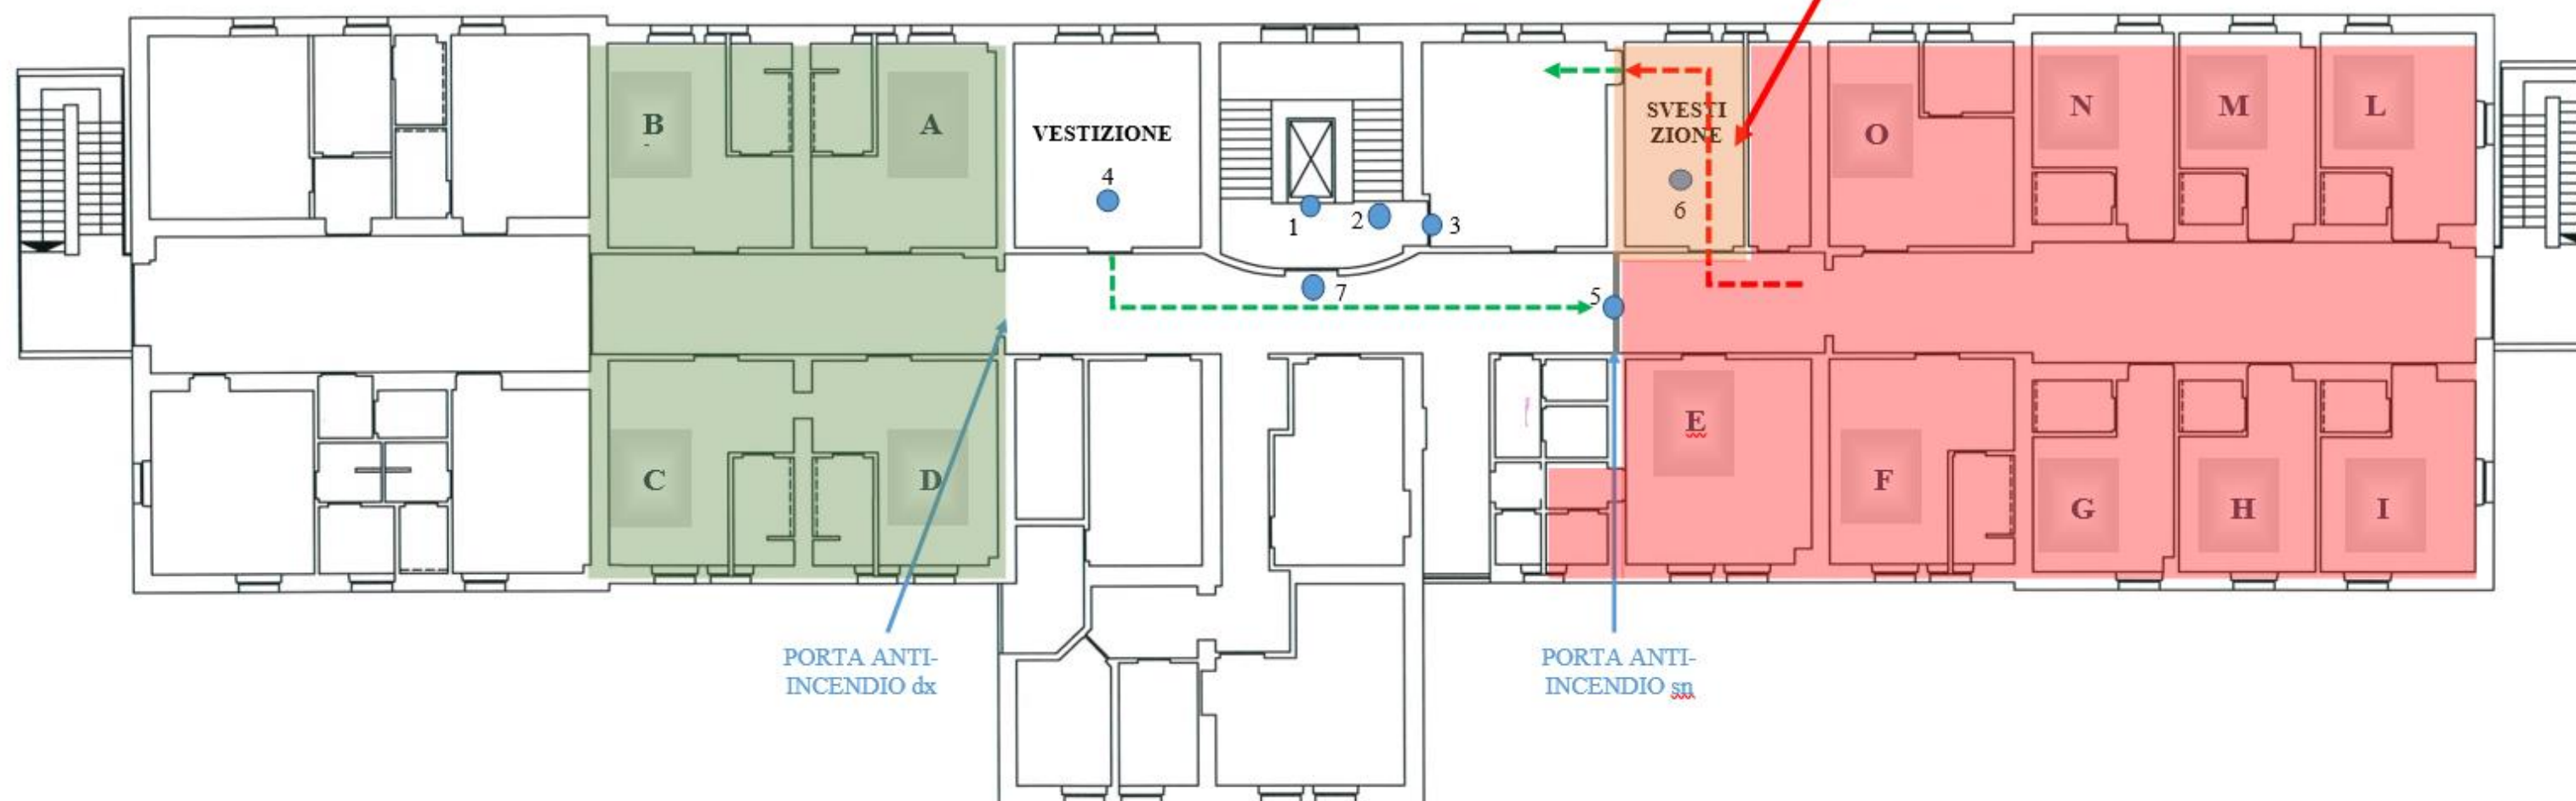 B
-
A
VESTIZIONE
4
1
2
3
SVESTI
ZIONE
6
O
N
M
L
7
5
C
D
E
F
G
H
I
PORTA ANTI-
INCENDIO dx
PORTA ANTI-
INCENDIO sn